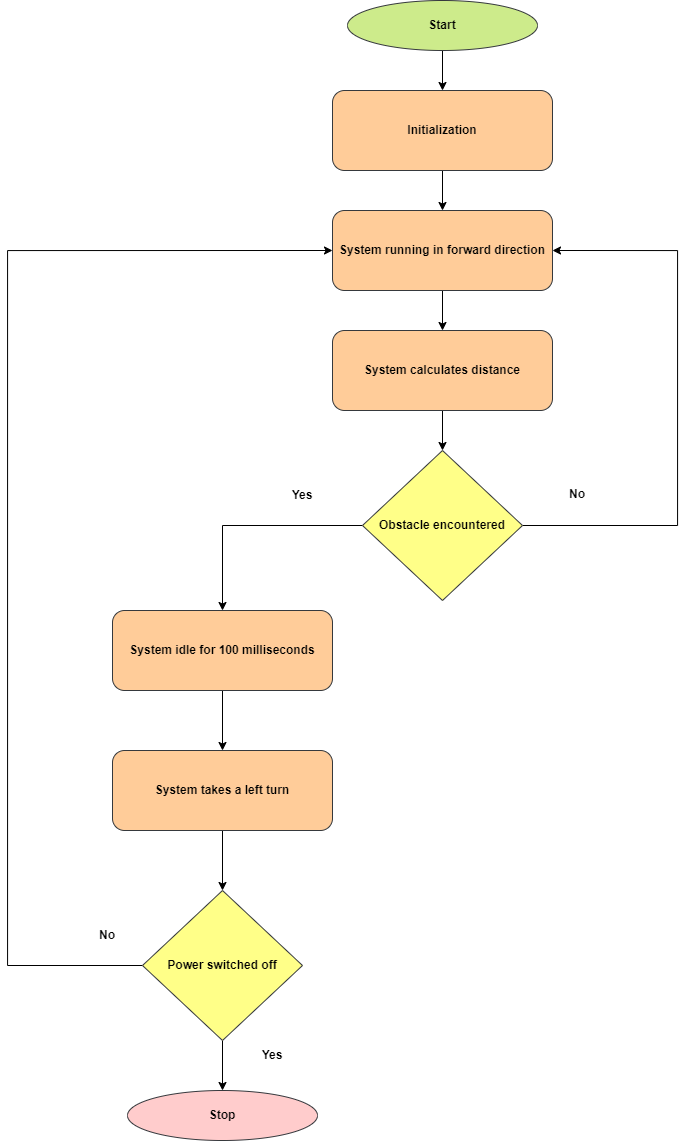 Start
Initialization
System running in forward direction
System calculates distance
Yes
No
Obstacle encountered
System idle for 100 milliseconds
System takes a left turn
No
Power switched off
Yes
Stop